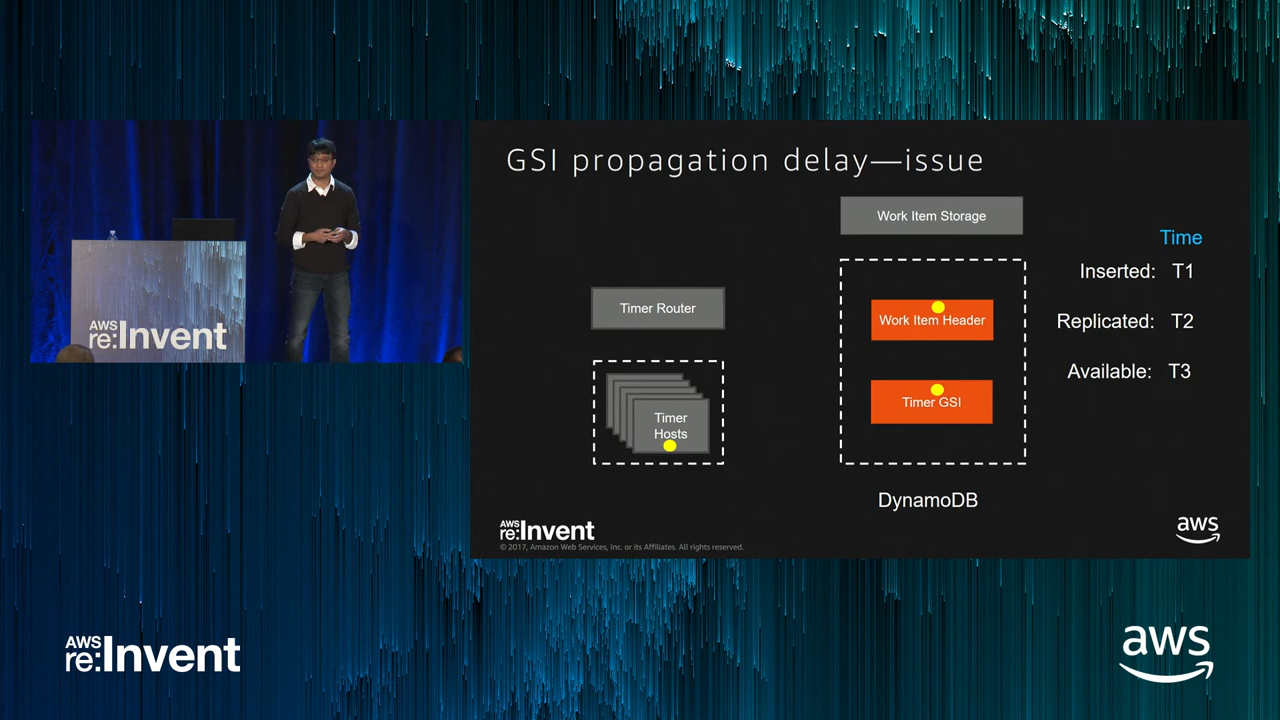 GSI propagation delay—issue
Work Item Storage
Time
Inserted: T1
Timer Router
Work Item Header
Replicated: T2
Available: T3
Timer GSI
Timer
Hosts
DynamoDB
AWS
re:Invent
© 2017, Amazon Web Services, Inc. or its Affiliates. All rights reserved.
aws
AWS
re:Invent
AWS
re:Invent
aws